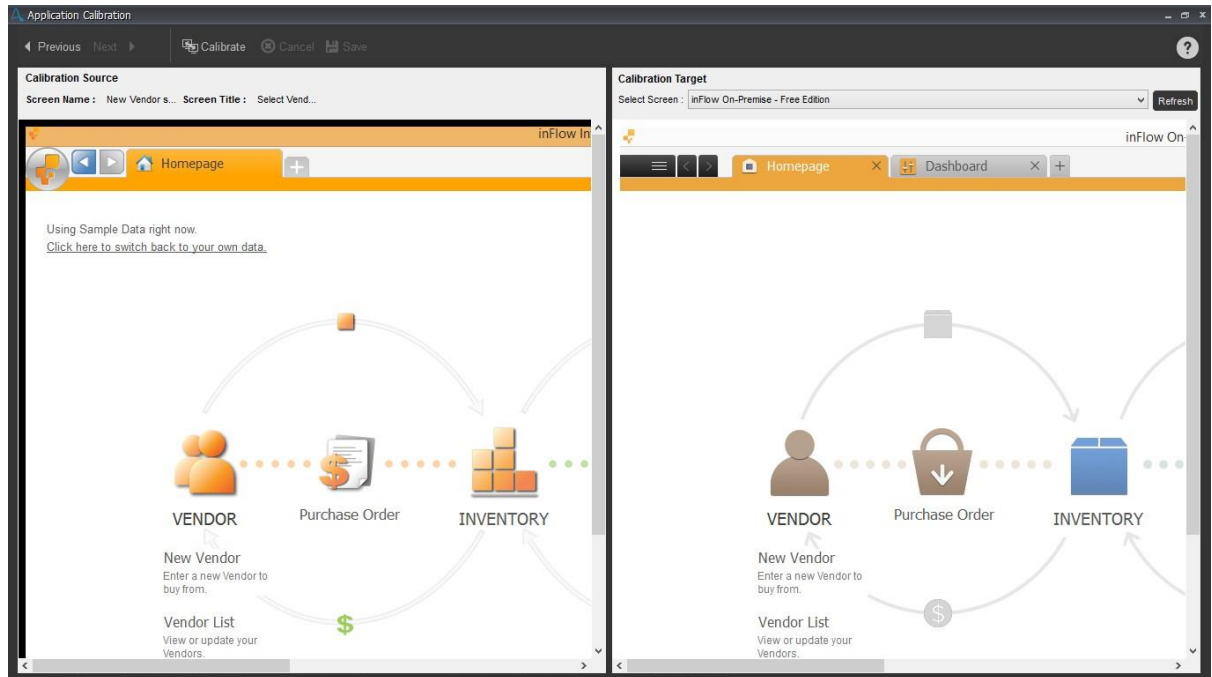 Application Calibration
Previous Next Calibrate Cancel Save ?
Calibration Source
Screen Name : New Vendor s... Screen Title : Select Vend...
inFlow In
Homepage
Using Sample Data right now.
Click here to switch back to your own data.
$
VENDOR Purchase Order INVENTORY
New Vendor
Enter a new Vendor to
buy from.
Vendor List
View or update your
Vendors.
$
Calibration Target
Select Screen : inFlow On-Premise - Free Edition Refresh
inFlow On-
Homepage Dashboard
VENDOR Purchase Order INVENTORY
New Vendor
Enter a new Vendor to
buy from.
Vendor List
View or update your
Vendors.
$